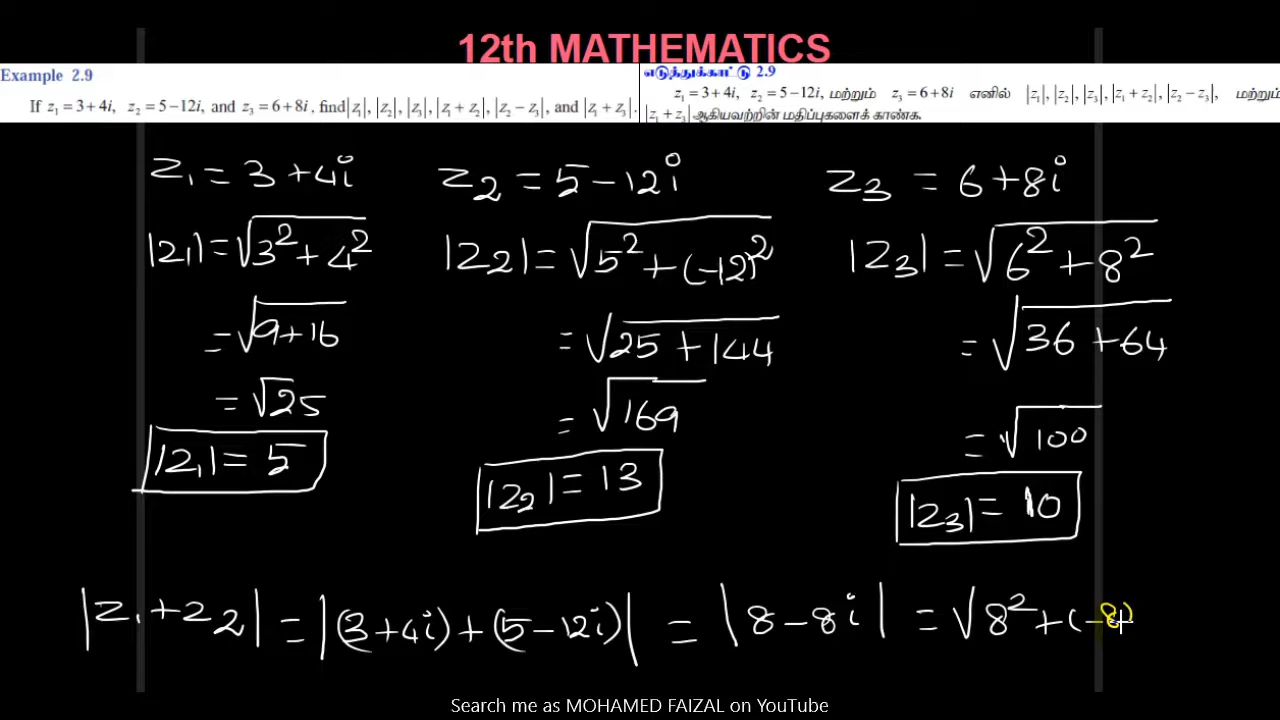 12th MATHEMATICS
Example 2.9
If z₁ = 3 + 4i, z₂ = 5 − 12i, and z₃ = 6 + 8i, find |z₁|, |z₂|, |z₃|, |z₁ + z₂|, |z₂ − z₃|, and |z₁ + z₃|.
எடுத்துக்காட்டு 2.9
z₁ = 3 + 4i, z₂ = 5 − 12i, மற்றும் z₃ = 6 + 8i எனில் |z₁|, |z₂|, |z₃|, |z₁ + z₂|, |z₂ − z₃|, மற்றும்
|z₁ + z₃| ஆகியவற்றின் மதிப்புகளைக் காண்க.
z₁ = 3 + 4i
|z₁| = √(3² + 4²)
= √(9 + 16)
= √25
|z₁| = 5
z₂ = 5 − 12i
|z₂| = √(5² + (−12)²)
= √(25 + 144)
= √169
|z₂| = 13
z₃ = 6 + 8i
|z₃| = √(6² + 8²)
= √(36 + 64)
= √100
|z₃| = 10
|z₁ + z₂| = |(3 + 4i) + (5 − 12i)| = |8 − 8i| = √8² + (−8)
Search me as MOHAMED FAIZAL on YouTube